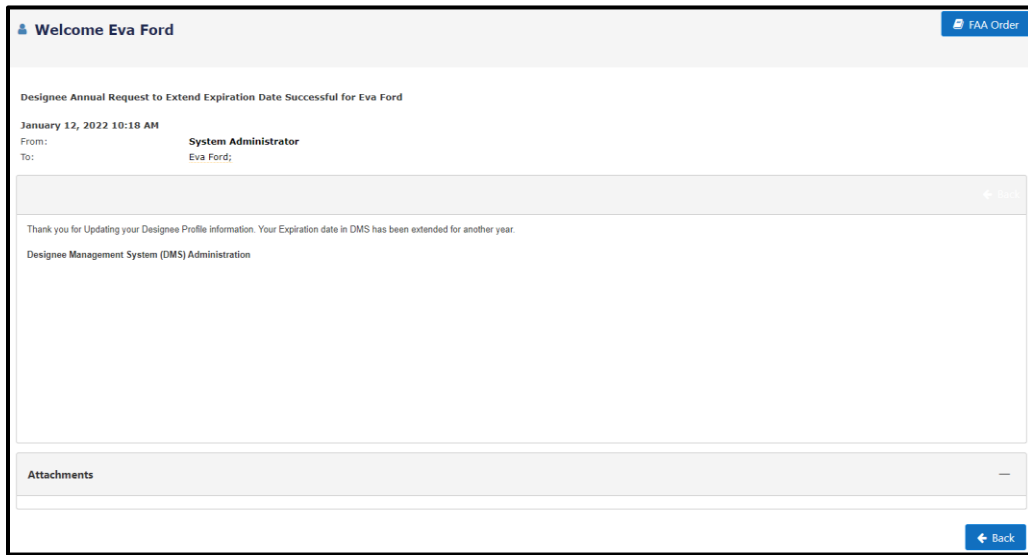 Welcome Eva Ford
FAA Order
Designee Annual Request to Extend Expiration Date Successful for Eva Ford
January 12, 2022 10:18 AM
From: System Administrator
To: Eva Ford;
Back
Thank you for Updating your Designee Profile information. Your Expiration date in DMS has been extended for another year.
Designee Management System (DMS) Administration
Attachments
Back